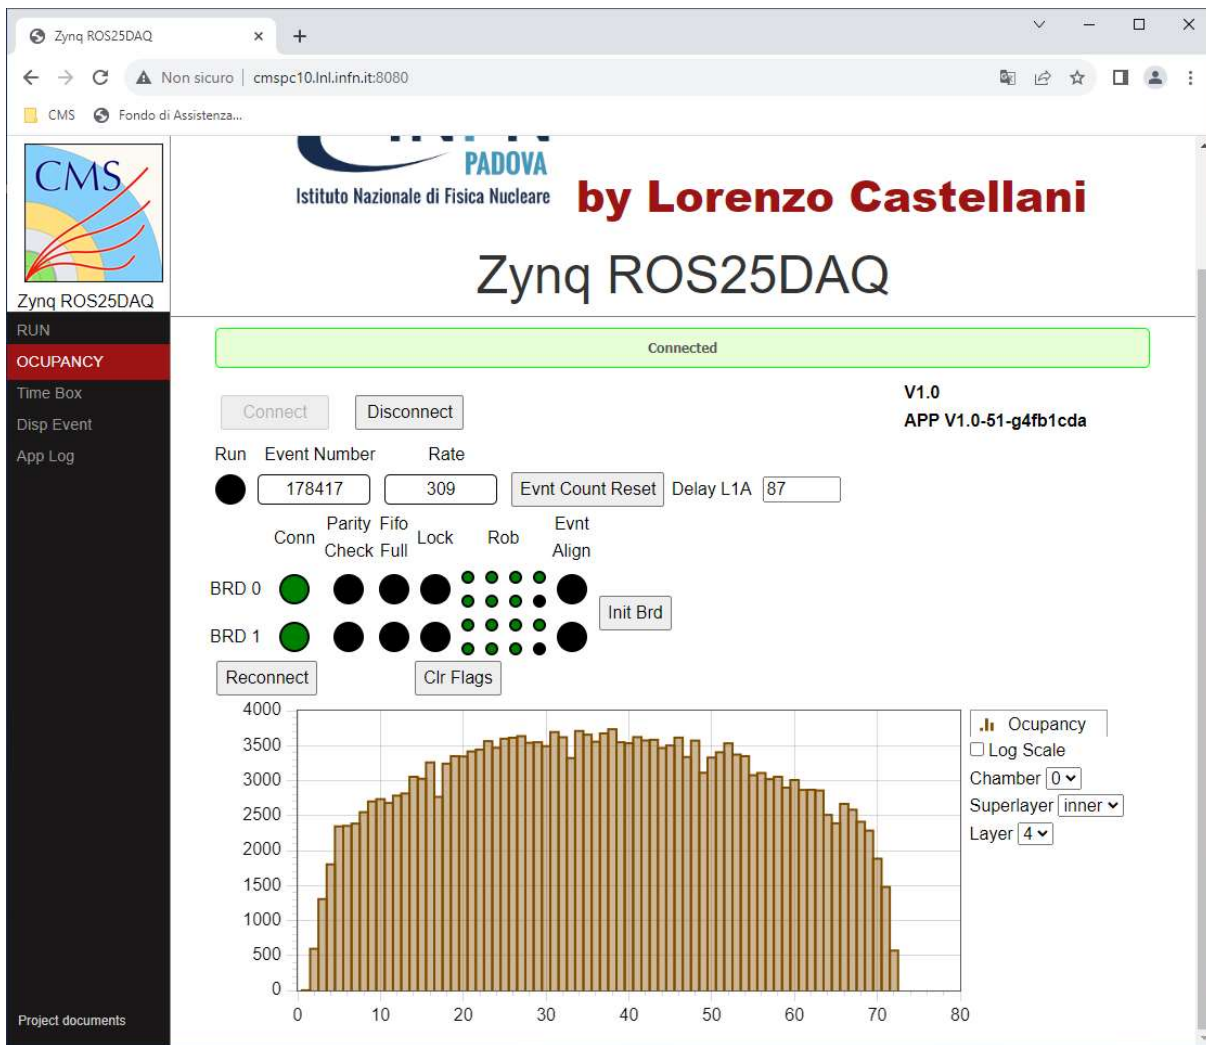 Zynq ROS25DAQ
Non sicuro | cmspc10.lnl.infn.it:8080
CMS Fondo di Assistenza...
CMS
PADOVA
Istituto Nazionale di Fisica Nucleare
by Lorenzo Castellani
Zynq ROS25DAQ
Zynq ROS25DAQ
RUN
OCUPANCY
Time Box
Disp Event
App Log
Project documents
Connected
Connect Disconnect
V1.0
APP V1.0-51-g4fb1cda
Run Event Number Rate
178417 309 Evnt Count Reset Delay L1A 87
Conn Parity Check Fifo Full Lock Rob Evnt Align
BRD 0
Init Brd
BRD 1
Reconnect Clr Flags
4000
3500
3000
2500
2000
1500
1000
500
0
0 10 20 30 40 50 60 70 80
Ocupancy
Log Scale
Chamber 0
Superlayer inner
Layer 4